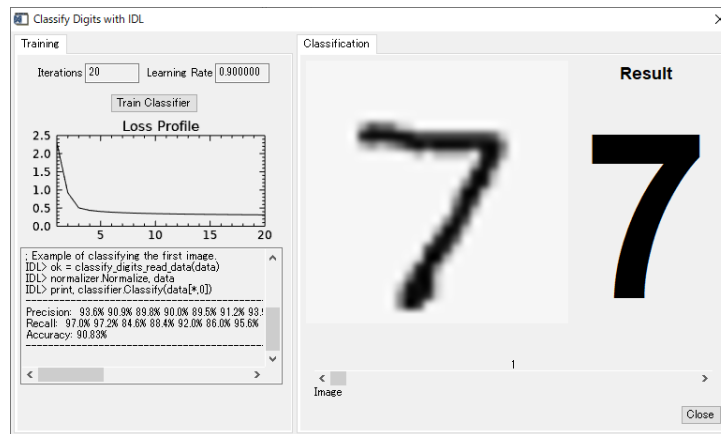 Classify Digits with IDL
Training
Iterations 20 Learning Rate 0.900000
Train Classifier
Loss Profile
2.5
2.0
1.5
1.0
0.5
0.0
5 10 15 20
; Example of classifying the first image.
IDL> ok = classify_digits_read_data(data)
IDL> normalizer.Normalize, data
IDL> print, classifier.Classify(data[*,0])
Precision: 93.6% 90.9% 89.8% 90.0% 89.5% 91.2% 93.
Recall: 97.0% 97.2% 84.6% 88.4% 92.0% 86.0% 95.6%
Accuracy: 90.83%
Classification
7
Result
7
1
Image
Close